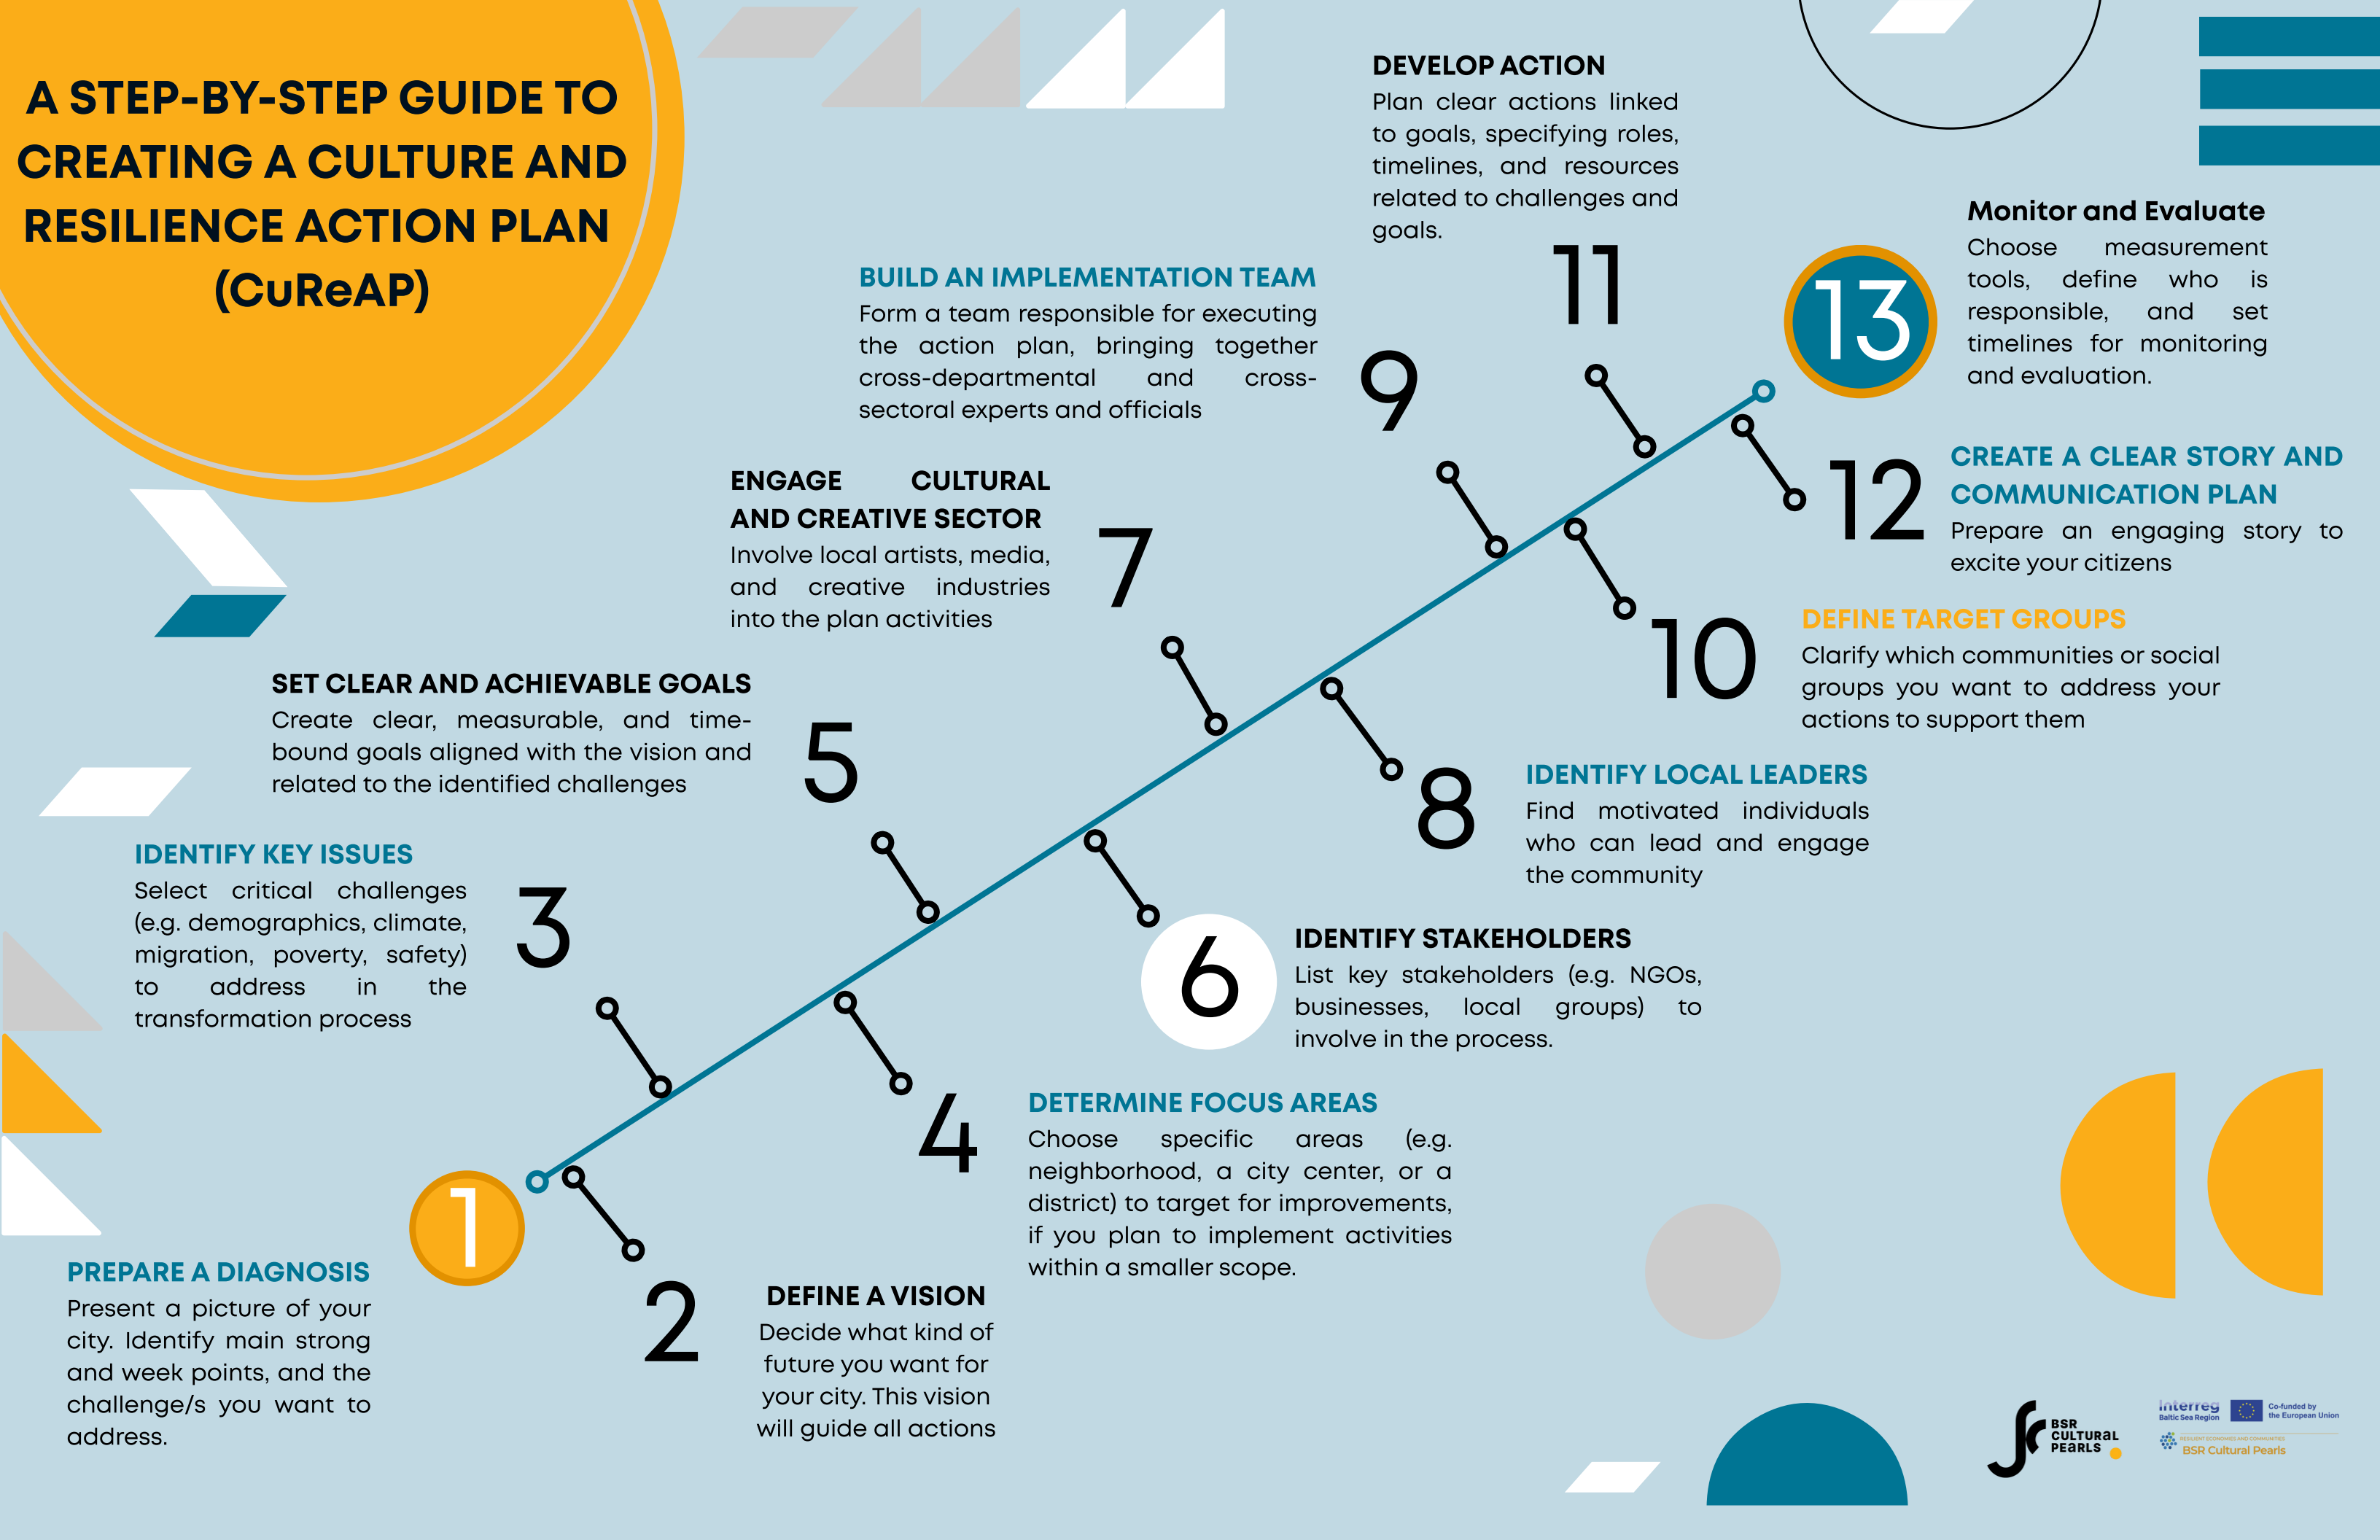 A STEP-BY-STEP GUIDE TO
CREATING A CULTURE AND
RESILIENCE ACTION PLAN
(CuReAP)
1
PREPARE A DIAGNOSIS
Present a picture of your
city. Identify main strong
and week points, and the
challenge/s you want to
address.
2
DEFINE A VISION
Decide what kind of
future you want for
your city. This vision
will guide all actions
3
IDENTIFY KEY ISSUES
Select critical challenges
(e.g. demographics, climate,
migration, poverty, safety)
to address in the
transformation process
4
DETERMINE FOCUS AREAS
Choose specific areas (e.g.
neighborhood, a city center, or a
district) to target for improvements,
if you plan to implement activities
within a smaller scope.
5
SET CLEAR AND ACHIEVABLE GOALS
Create clear, measurable, and time-
bound goals aligned with the vision and
related to the identified challenges
6
IDENTIFY STAKEHOLDERS
List key stakeholders (e.g. NGOs,
businesses, local groups) to
involve in the process.
7
ENGAGE CULTURAL
AND CREATIVE SECTOR
Involve local artists, media,
and creative industries
into the plan activities
8
IDENTIFY LOCAL LEADERS
Find motivated individuals
who can lead and engage
the community
9
BUILD AN IMPLEMENTATION TEAM
Form a team responsible for executing
the action plan, bringing together
cross-departmental and cross-
sectoral experts and officials
10
DEFINE TARGET GROUPS
Clarify which communities or social
groups you want to address your
actions to support them
11
DEVELOP ACTION
Plan clear actions linked
to goals, specifying roles,
timelines, and resources
related to challenges and
goals.
12
CREATE A CLEAR STORY AND
COMMUNICATION PLAN
Prepare an engaging story to
excite your citizens
13
Monitor and Evaluate
Choose measurement
tools, define who is
responsible, and set
timelines for monitoring
and evaluation.
BSR
CULTURAL
PEARLS
Interreg
Baltic Sea Region
Co-funded by
the European Union
RESILIENT ECONOMIES AND COMMUNITIES
BSR Cultural Pearls